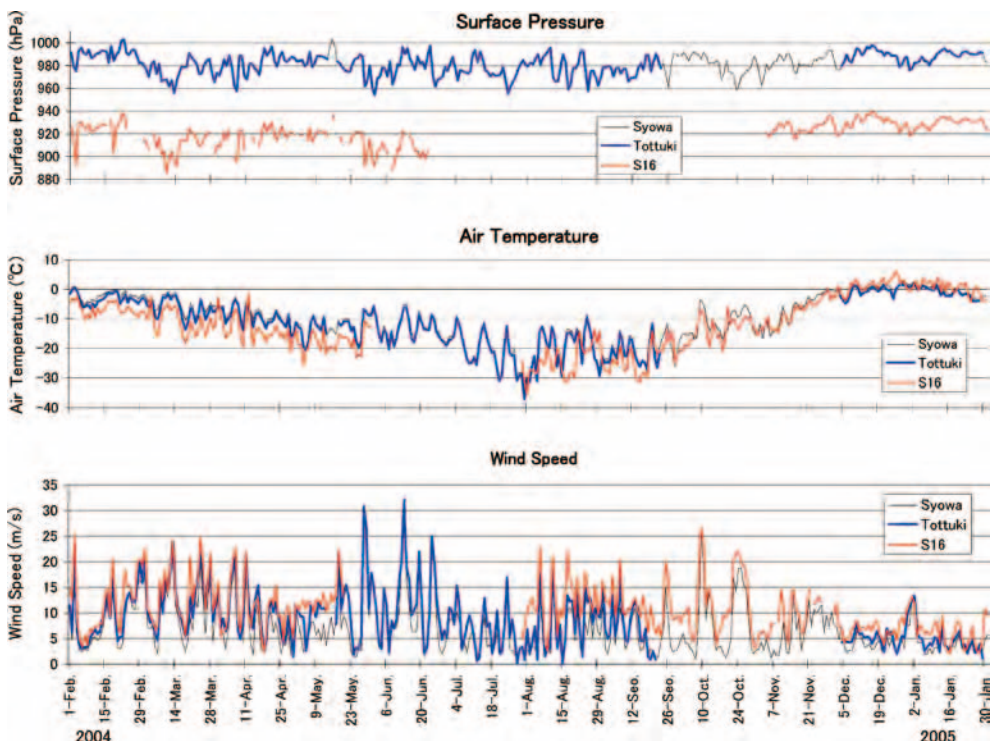 Surface Pressure
Surface Pressure (hPa)
1000
980
960
940
920
900
880
Syowa
Tottuki
S16
Air Temperature
Air Temperature (°C)
10
0
-10
-20
-30
-40
Syowa
Tottuki
S16
Wind Speed
Wind Speed (m/s)
35
30
25
20
15
10
5
0
Syowa
Tottuki
S16
1-Feb.
15-Feb.
29-Feb.
14-Mar.
28-Mar.
11-Apr.
25-Apr.
9-May.
23-May.
6-Jun.
20-Jun.
4-Jul.
18-Jul.
1-Aug.
15-Aug.
29-Aug.
12-Sep.
26-Sep.
10-Oct.
24-Oct.
7-Nov.
21-Nov.
5-Dec.
19-Dec.
2-Jan.
16-Jan.
30-Jan.
2004
2005